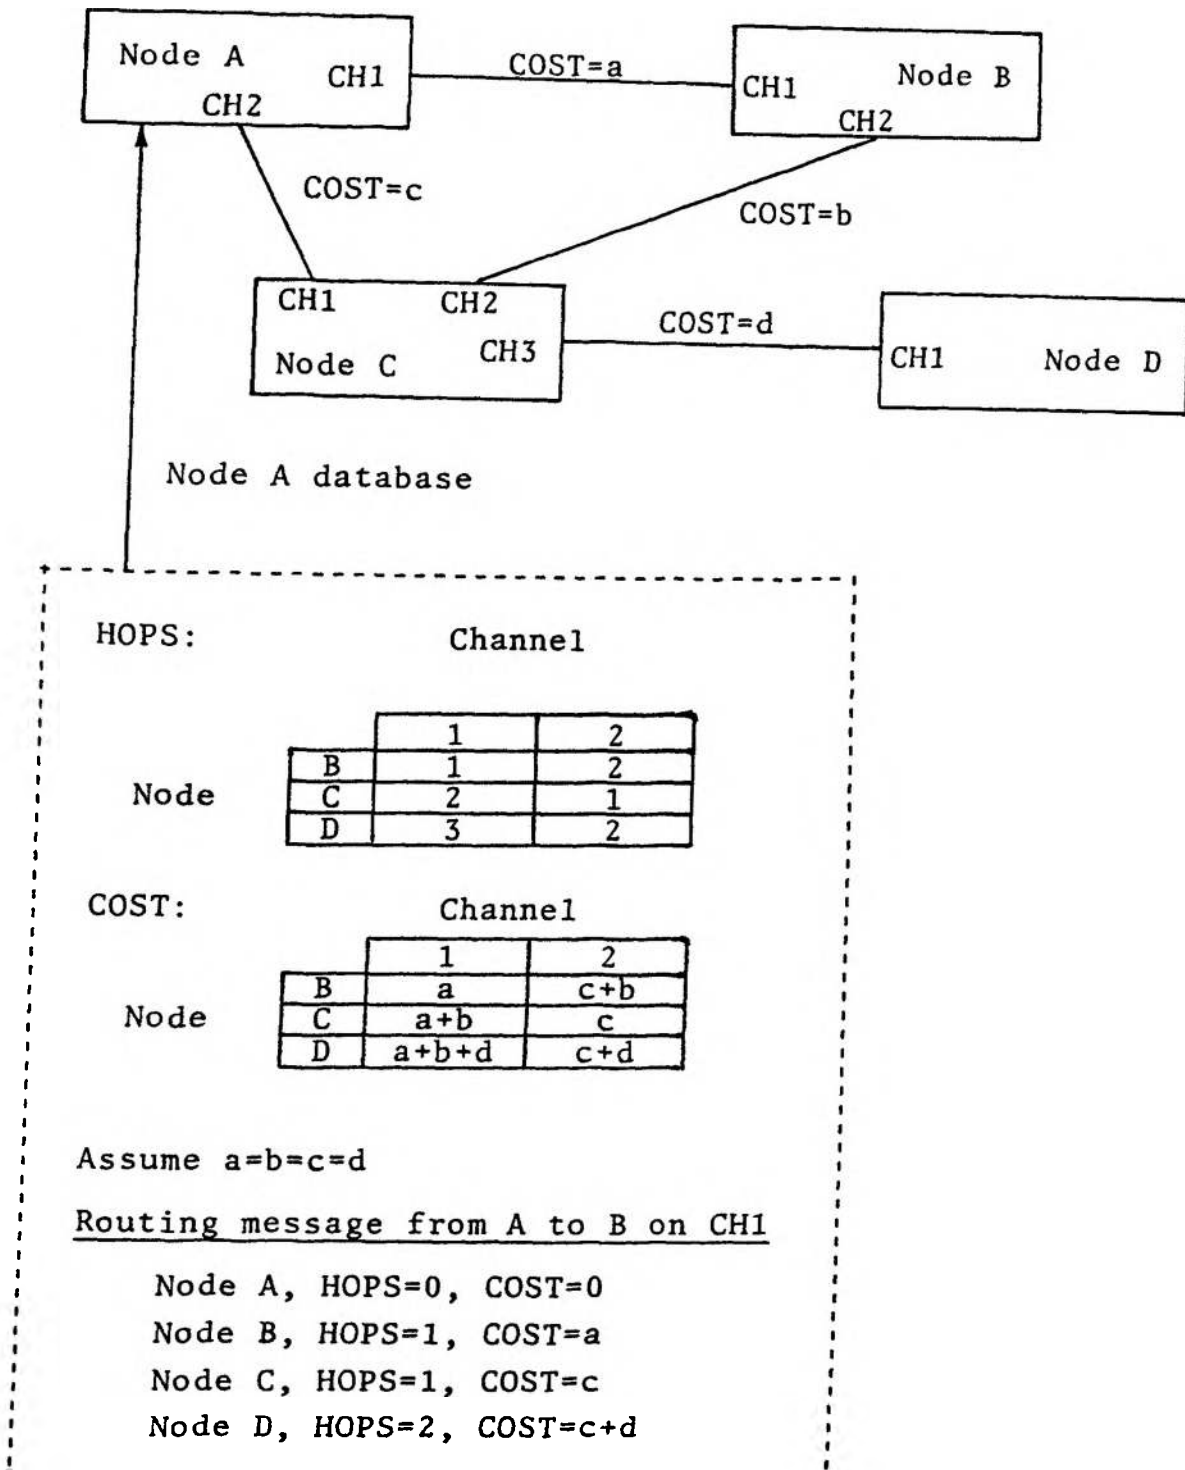 Node A
CH1
CH2
COST=a
CH1
Node B
CH2
COST=c
COST=b
CH1
CH2
CH3
Node C
COST=d
CH1
Node D
Node A database
HOPS:
Channel
1 2
B 1 2
Node
C 2 1
D 3 2
COST:
Channel
1 2
B a c+b
Node
C a+b c
D a+b+d c+d
Assume a=b=c=d
Routing message from A to B on CH1
Node A, HOPS=0, COST=0
Node B, HOPS=1, COST=a
Node C, HOPS=1, COST=c
Node D, HOPS=2, COST=c+d